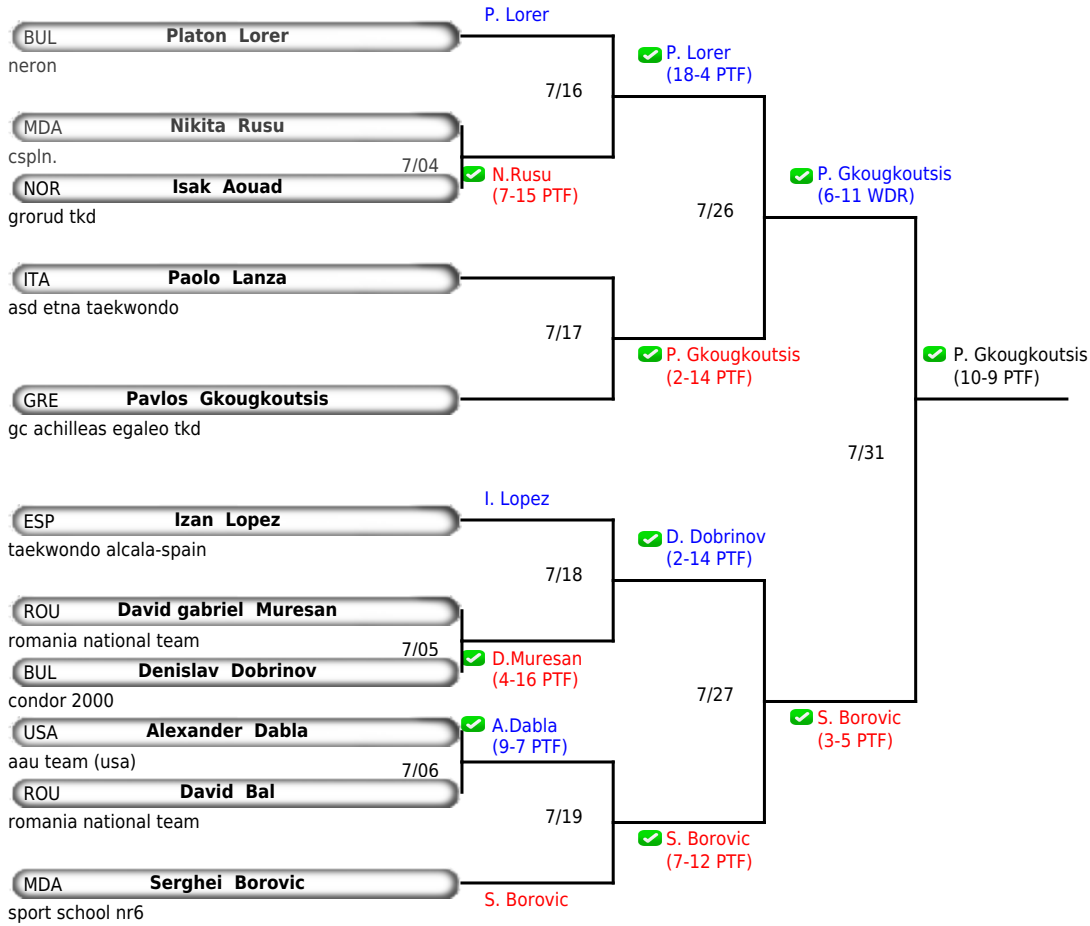 P. Lorer
BUL Platon Lorer
neron
P. Lorer
(18-4 PTF)
7/16
MDA Nikita Rusu
cspln.
7/04
N.Rusu
(7-15 PTF)
NOR Isak Aouad
grorud tkd
P. Gkougkoutsis
(6-11 WDR)
7/26
ITA Paolo Lanza
asd etna taekwondo
7/17
P. Gkougkoutsis
(2-14 PTF)
P. Gkougkoutsis
(10-9 PTF)
GRE Pavlos Gkougkoutsis
gc achilleas egaleo tkd
7/31
I. Lopez
ESP Izan Lopez
taekwondo alcala-spain
D. Dobrinov
(2-14 PTF)
7/18
ROU David gabriel Muresan
romania national team
7/05
D.Muresan
(4-16 PTF)
BUL Denislav Dobrinov
condor 2000
7/27
S. Borovic
(3-5 PTF)
USA Alexander Dabla
aau team (usa)
A.Dabla
(9-7 PTF)
7/06
ROU David Bal
romania national team
7/19
S. Borovic
(7-12 PTF)
MDA Serghei Borovic
sport school nr6
S. Borovic